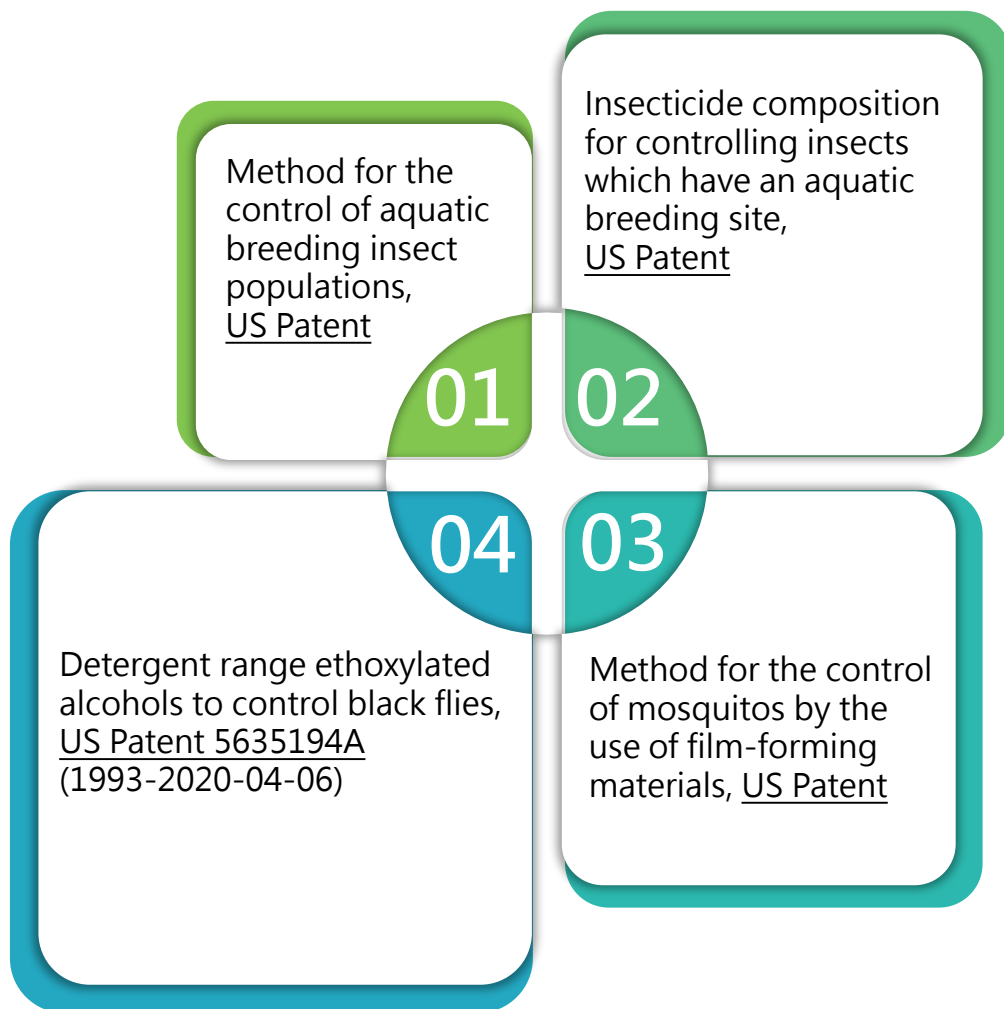 Method for the
control of aquatic
breeding insect
populations,
US Patent
01
Insecticide composition
for controlling insects
which have an aquatic
breeding site,
US Patent
02
03
Method for the control
of mosquitos by the
use of film-forming
materials, US Patent
04
Detergent range ethoxylated
alcohols to control black flies,
US Patent 5635194A
(1993-2020-04-06)